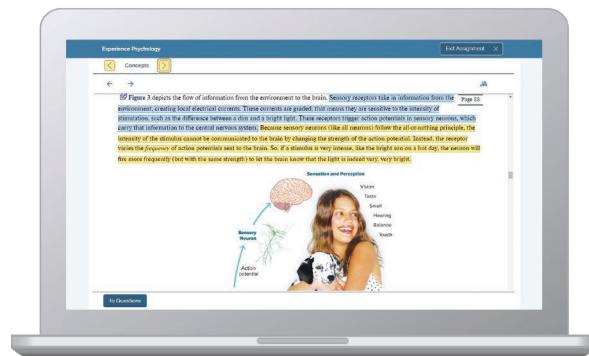 Experience Psychology
Exit Assignment X
Concepts
Figure 3 depicts the flow of information from the environment to the brain. Sensory receptors take in information from the
Page 88
environment, creating local electrical currents. These currents are graded; that means they are sensitive to the intensity of
stimulation, such as the difference between a dim and a bright light. These receptors trigger action potentials in sensory neurons, which
carry that information to the central nervous system. Because sensory neurons (like all neurons) follow the all-or-nothing principle, the
intensity of the stimulus cannot be communicated to the brain by changing the strength of the action potential. Instead, the receptor
varies the frequency of action potentials sent to the brain. So, if a stimulus is very intense, like the bright sun on a hot day, the neuron will
fire more frequently (but with the same strength) to let the brain know that the light is indeed very, very bright.
Sensation and Perception
Vision
Taste
Smell
Hearing
Balance
Touch
Sensory
Neuron
Action
potential
To Questions